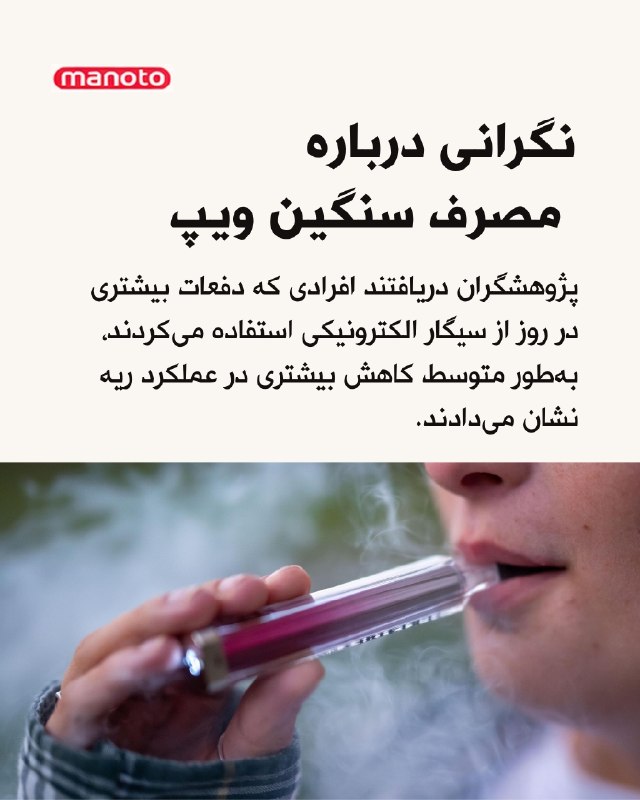 manoto
نگرانی درباره
مصرف سنگین ویپ
پژوهشگران دریافتند افرادی که دفعات بیشتری
در روز از سیگار الکترونیکی استفاده می‌کردند،
به‌طور متوسط کاهش بیشتری در عملکرد ریه
نشان می‌دادند.